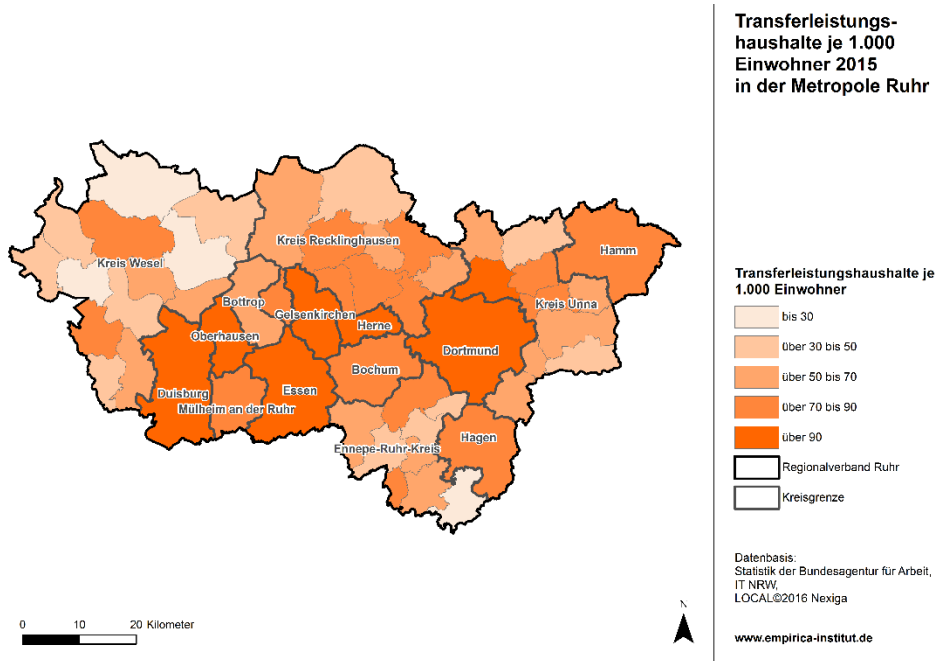 Transferleistungs-
haushalte je 1.000
Einwohner 2015
in der Metropole Ruhr
Kreis Recklinghausen
Hamm
Kreis Wesel
Bottrop
Gelsenkirchen
Kreis Unna
Herne
Oberhausen
Dortmund
Bochum
Essen
Duisburg
Mülheim an der Ruhr
Hagen
Ennepe-Ruhr-Kreis
Transferleistungshaushalte je
1.000 Einwohner
bis 30
über 30 bis 50
über 50 bis 70
über 70 bis 90
über 90
Regionalverband Ruhr
Kreisgrenze
Datenbasis:
Statistik der Bundesagentur für Arbeit,
IT NRW,
LOCAL©2016 Nexiga
www.empirica-institut.de
0 10 20 Kilometer
N